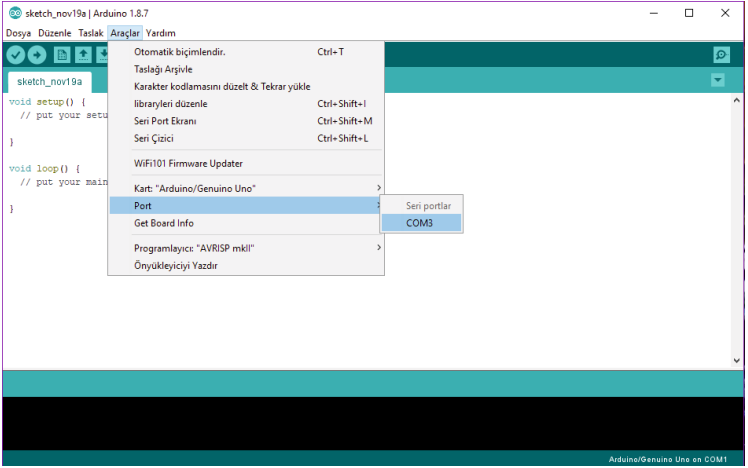 sketch_nov19a | Arduino 1.8.7
Dosya Düzenle Taslak Araçlar Yardım
sketch_nov19a
void setup() {
// put your setu
}
void loop() {
// put your main
}
Otomatik biçimlendir. Ctrl+T
Taslağı Arşivle
Karakter kodlamasını düzelt & Tekrar yükle
libraryleri düzenle Ctrl+Shift+I
Seri Port Ekranı Ctrl+Shift+M
Seri Çizici Ctrl+Shift+L
WiFi101 Firmware Updater
Kart: "Arduino/Genuino Uno"
Port
Get Board Info
Programlayıcı: "AVRISP mkII"
Önyükleyiciyi Yazdır
Seri portlar
COM3
Arduino/Genuino Uno on COM1